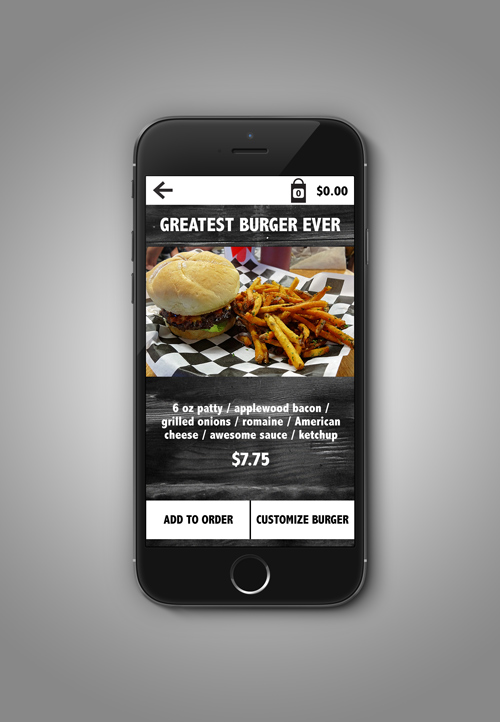 0 $0.00
GREATEST BURGER EVER
6 oz patty / applewood bacon /
grilled onions / romaine / American
cheese / awesome sauce / ketchup
$7.75
ADD TO ORDER CUSTOMIZE BURGER